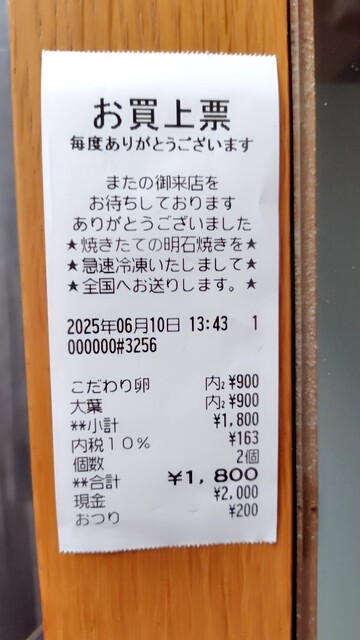 お買上票
毎度ありがとうございます
またの御来店を
お待ちしております
ありがとうございました
★焼きたての明石焼きを★
★急速冷凍いたしまして★
★全国へお送りします。★
2025年06月10日 13:43 1
000000#3256
こだわり卵 内2 ¥900
大葉 内2 ¥900
**小計 ¥1,800
内税10% ¥163
個数 2個
**合計 ¥1,800
現金 ¥2,000
おつり ¥200